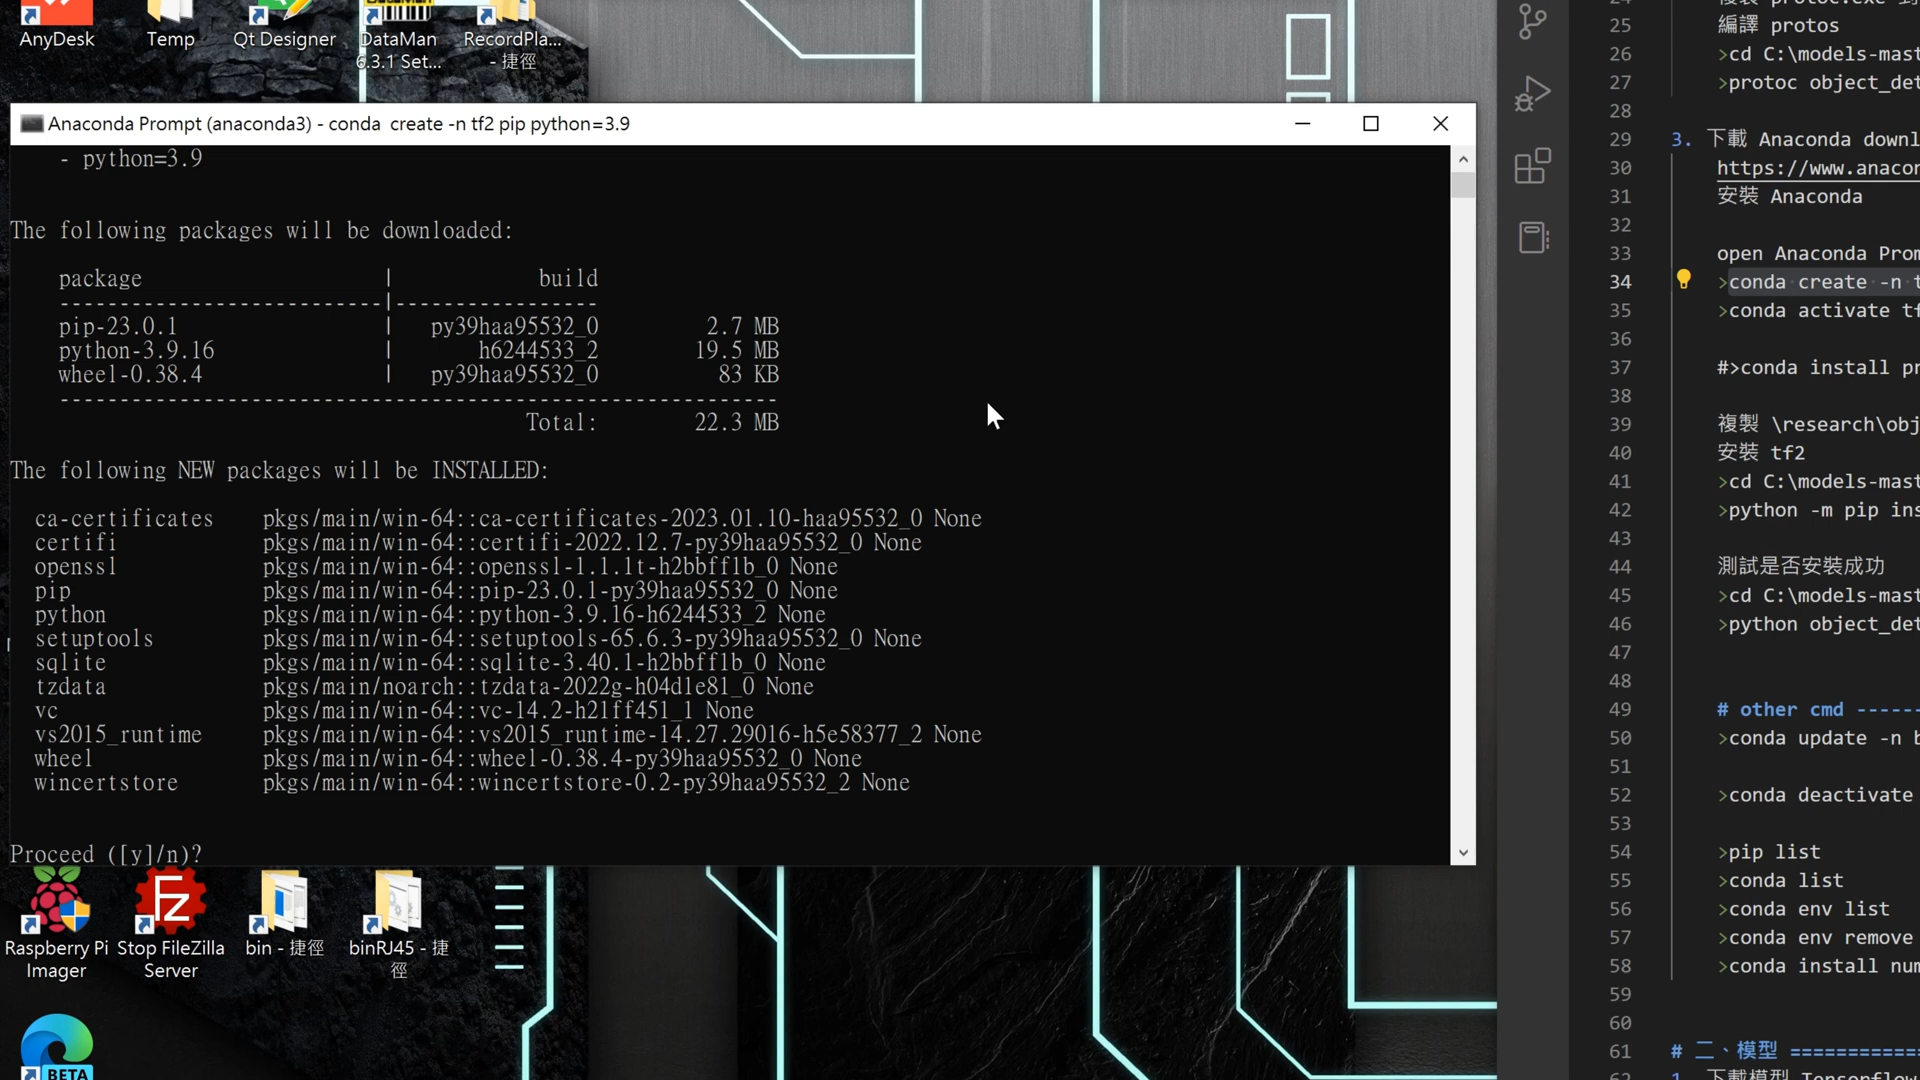 AnyDesk
Temp
Qt Designer
DataMan
6.3.1 Set...
RecordPla...
- 捷徑
Anaconda Prompt (anaconda3) - conda  create -n tf2 pip python=3.9
- python=3.9
The following packages will be downloaded:
package | build
---------------------------|-----------------
pip-23.0.1 | py39haa95532_0 2.7 MB
python-3.9.16 | h6244533_2 19.5 MB
wheel-0.38.4 | py39haa95532_0 83 KB
------------------------------------------------------------
Total: 22.3 MB
The following NEW packages will be INSTALLED:
ca-certificates pkgs/main/win-64::ca-certificates-2023.01.10-haa95532_0 None
certifi pkgs/main/win-64::certifi-2022.12.7-py39haa95532_0 None
openssl pkgs/main/win-64::openssl-1.1.1t-h2bbff1b_0 None
pip pkgs/main/win-64::pip-23.0.1-py39haa95532_0 None
python pkgs/main/win-64::python-3.9.16-h6244533_2 None
setuptools pkgs/main/win-64::setuptools-65.6.3-py39haa95532_0 None
sqlite pkgs/main/win-64::sqlite-3.40.1-h2bbff1b_0 None
tzdata pkgs/main/noarch::tzdata-2022g-h04d1e81_0 None
vc pkgs/main/win-64::vc-14.2-h21ff451_1 None
vs2015_runtime pkgs/main/win-64::vs2015_runtime-14.27.29016-h5e58377_2 None
wheel pkgs/main/win-64::wheel-0.38.4-py39haa95532_0 None
wincertstore pkgs/main/win-64::wincertstore-0.2-py39haa95532_2 None
Proceed ([y]/n)?
Raspberry Pi
Imager
Stop FileZilla
Server
bin - 捷徑
binRJ45 - 捷
徑
BETA
25 編譯 protos
26 >cd C:\models-mast
27 >protoc object_det
28
29 3. 下載 Anaconda downl
30 https://www.anacon
31 安裝 Anaconda
32
33 open Anaconda Prom
34 >conda create -n t
35 >conda activate tf
36
37 #>conda install pr
38
39 複製 \research\obj
40 安裝 tf2
41 >cd C:\models-mast
42 >python -m pip ins
43
44 測試是否安裝成功
45 >cd C:\models-mast
46 >python object_det
47
48
49 # other cmd ------
50 >conda update -n b
51
52 >conda deactivate
53
54 >pip list
55 >conda list
56 >conda env list
57 >conda env remove
58 >conda install num
59
60
61 # 二、模型 ===========